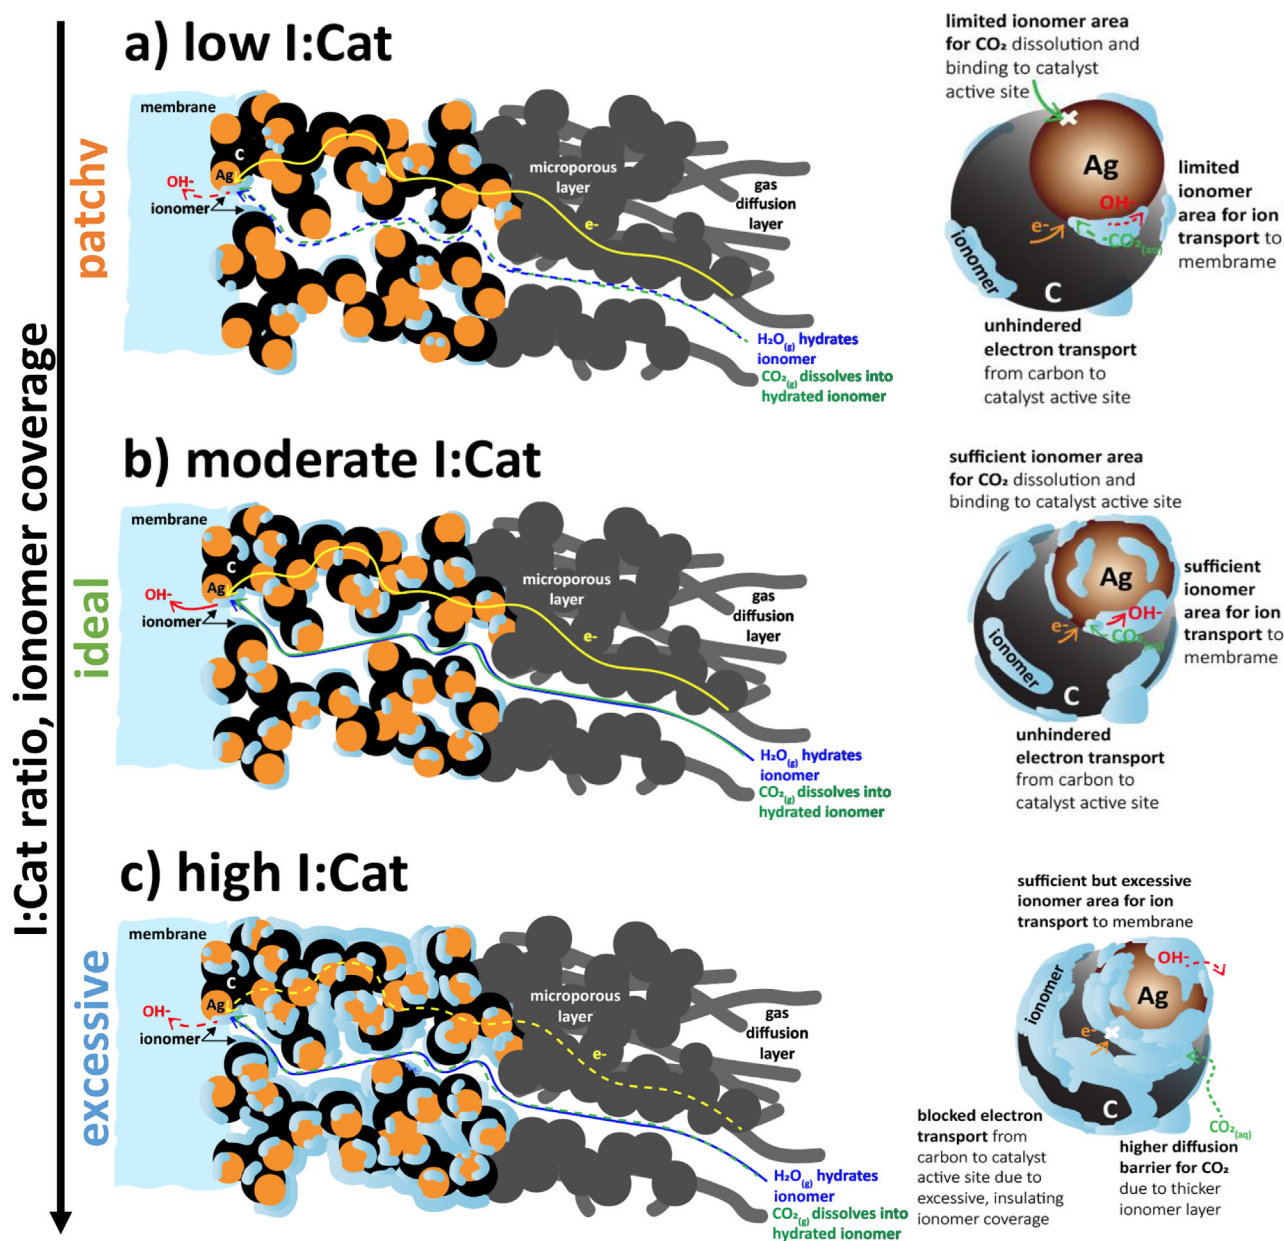 I:Cat ratio, ionomer coverage
a) low I:Cat
patchy
membrane
C
Ag
OH-
ionomer
microporous
layer
e-
gas
diffusion
layer
H₂O(g) hydrates
ionomer
CO₂(g) dissolves into
hydrated ionomer
limited ionomer area
for CO₂ dissolution and
binding to catalyst
active site
Ag
OH-
e-
CO₂(aq)
ionomer
C
limited
ionomer
area for ion
transport to
membrame
unhindered
electron transport
from carbon to
catalyst active site
b) moderate I:Cat
ideal
membrane
C
Ag
OH-
ionomer
microporous
layer
e-
gas
diffusion
layer
H₂O(g) hydrates
ionomer
CO₂(g) dissolves into
hydrated ionomer
sufficient ionomer area
for CO₂ dissolution and
binding to catalyst active site
Ag
OH-
e-
CO₂(aq)
ionomer
C
sufficient
ionomer
area for ion
transport to
membrame
unhindered
electron transport
from carbon to
catalyst active site
c) high I:Cat
excessive
membrane
C
Ag
OH-
ionomer
microporous
layer
e-
gas
diffusion
layer
H₂O(g) hydrates
ionomer
CO₂(g) dissolves into
hydrated ionomer
sufficient but excessive
ionomer area for ion
transport to membrane
ionomer
OH-
Ag
e-
C
CO₂(aq)
blocked electron
transport from
carbon to catalyst
active site due to
excessive, insulating
ionomer coverage
higher diffusion
barrier for CO₂
due to thicker
ionomer layer